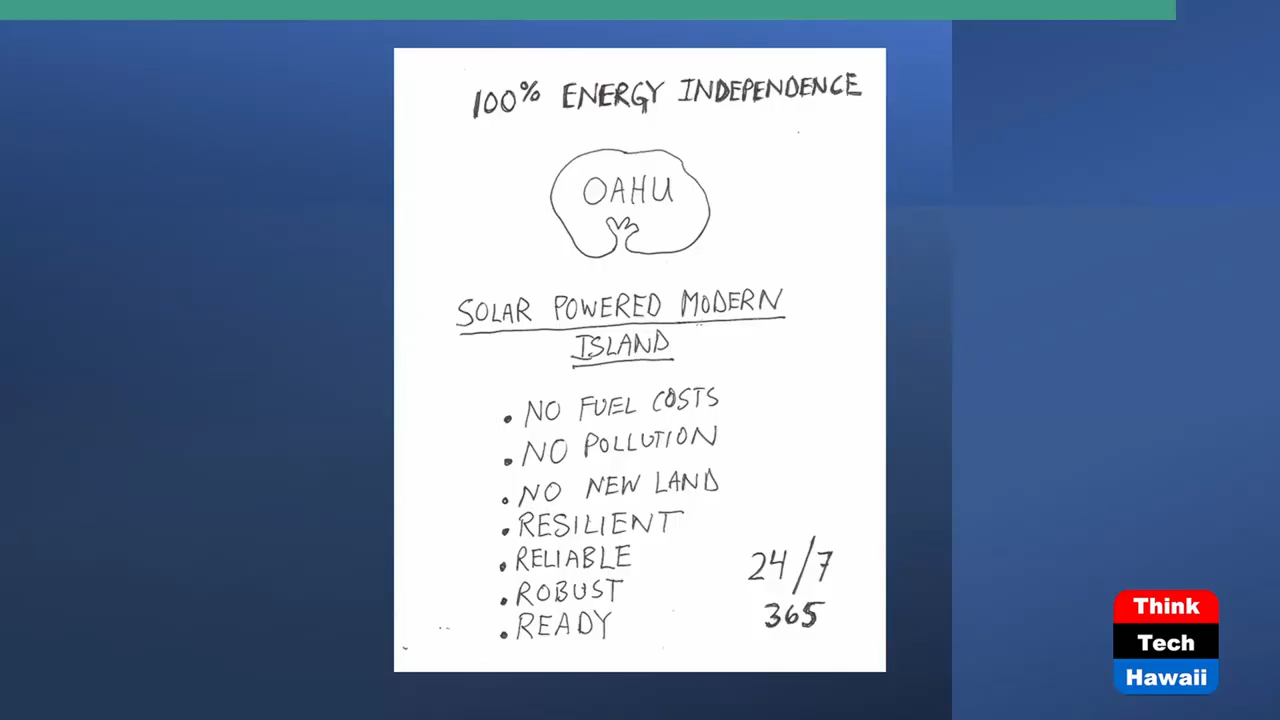 100% ENERGY INDEPENDENCE
OAHU
SOLAR POWERED MODERN
ISLAND
• NO FUEL COSTS
• NO POLLUTION
• NO NEW LAND
• RESILIENT
• RELIABLE
• ROBUST
• READY
24/7
365
Think
Tech
Hawaii